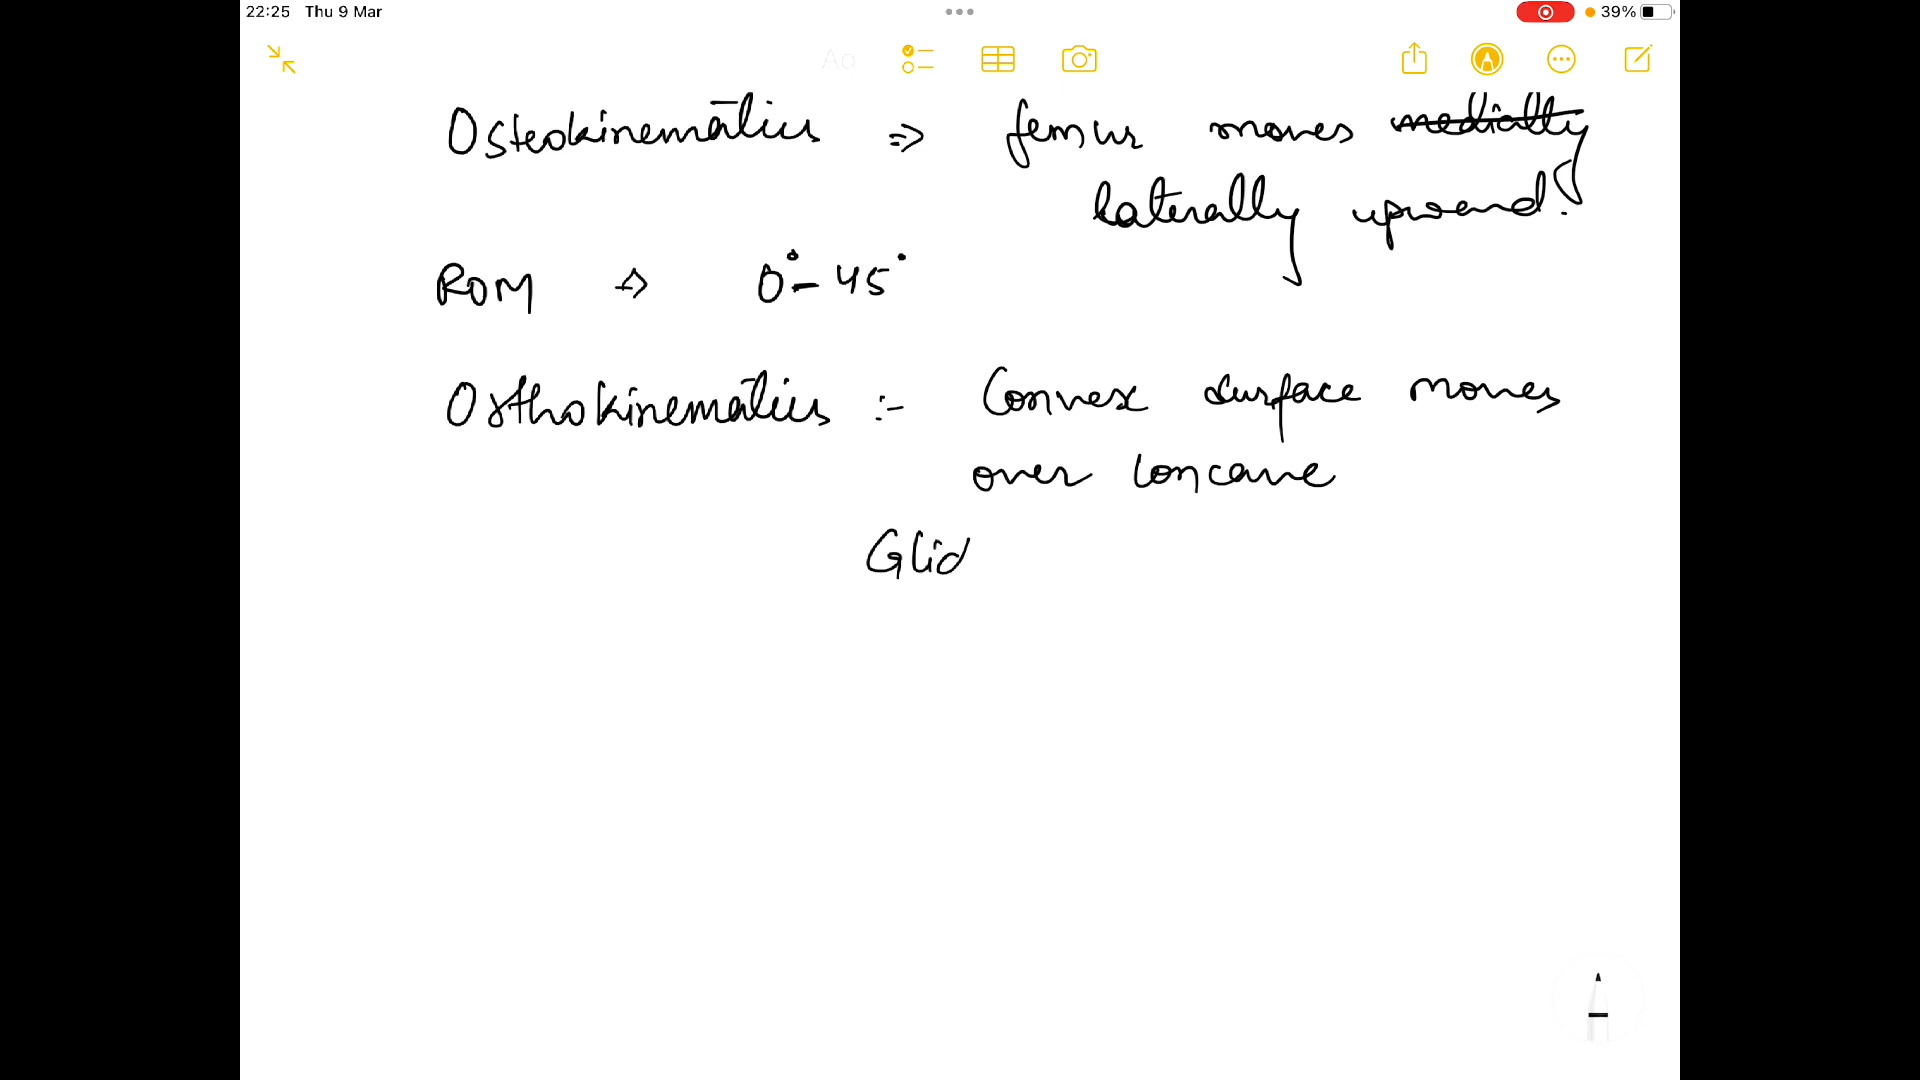 22:25 Thu 9 Mar
39%
Aa
Osteokinematics ⇒ femur moves medially
laterally upward.
ROM ⇒ 0° - 45°
Osthokinematics :- Convex surface moves
over concave
Glid